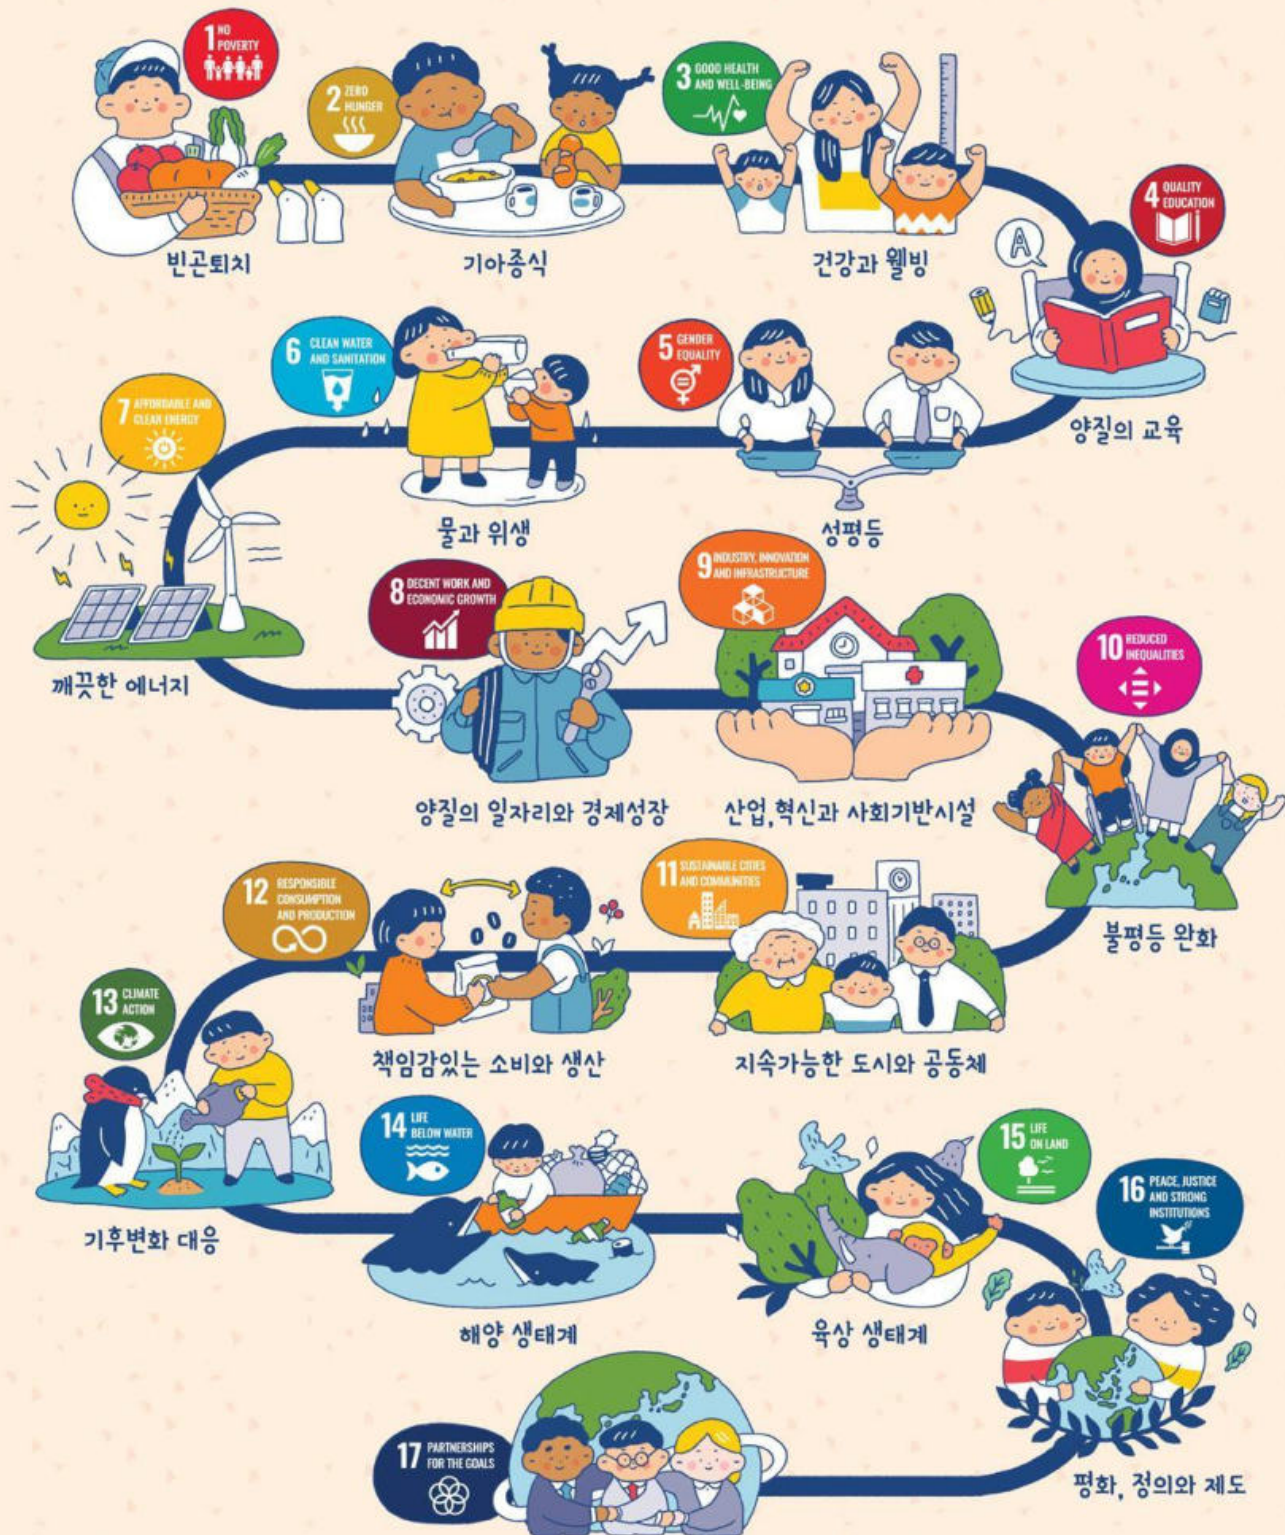 1 NO
POVERTY
빈곤퇴치
2 ZERO
HUNGER
기아종식
3 GOOD HEALTH
AND WELL-BEING
건강과 웰빙
4 QUALITY
EDUCATION
A
양질의 교육
5 GENDER
EQUALITY
성평등
6 CLEAN WATER
AND SANITATION
물과 위생
7 AFFORDABLE AND
CLEAN ENERGY
깨끗한 에너지
8 DECENT WORK AND
ECONOMIC GROWTH
양질의 일자리와 경제성장
9 INDUSTRY, INNOVATION
AND INFRASTRUCTURE
산업,혁신과 사회기반시설
10 REDUCED
INEQUALITIES
불평등 완화
11 SUSTAINABLE CITIES
AND COMMUNITIES
지속가능한 도시와 공동체
12 RESPONSIBLE
CONSUMPTION
AND PRODUCTION
책임감있는 소비와 생산
13 CLIMATE
ACTION
기후변화 대응
14 LIFE
BELOW WATER
해양 생태계
15 LIFE
ON LAND
육상 생태계
16 PEACE, JUSTICE
AND STRONG
INSTITUTIONS
평화, 정의와 제도
17 PARTNERSHIPS
FOR THE GOALS